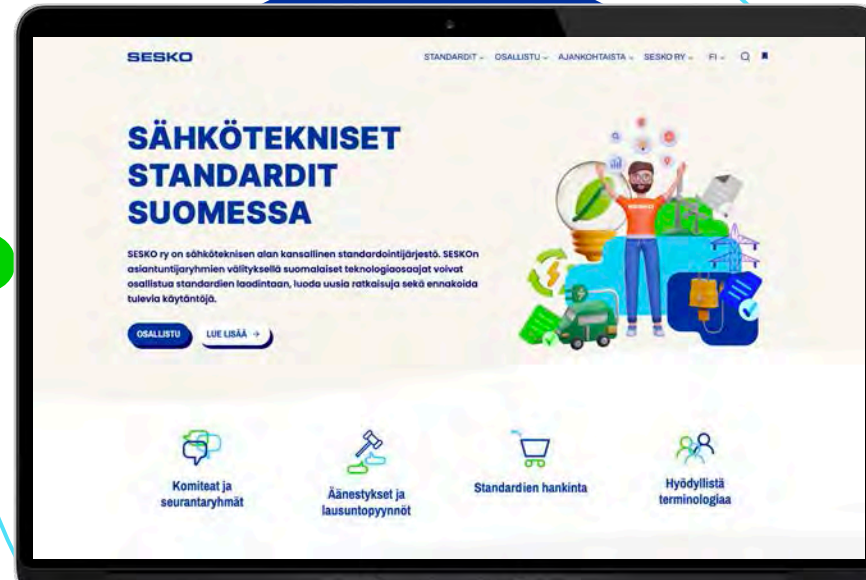 SESKO
STANDARDIT OSALLISTU AJANKOHTAISTA SESKO RY FI
SÄHKÖTEKNISET
STANDARDIT
SUOMESSA
SESKO ry on sähköteknisen alan kansallinen standardointijärjestö. SESKOn
asiantuntijaryhmien välityksellä suomalaiset teknologiaosaajat voivat
osallistua standardien laadintaan, luoda uusia ratkaisuja sekä ennakoida
tulevia käytäntöjä.
OSALLISTU LUE LISÄÄ →
Komiteat ja
seurantaryhmät
Äänestykset ja
lausuntopyynnöt
Standardien hankinta
Hyödyllistä
terminologiaa